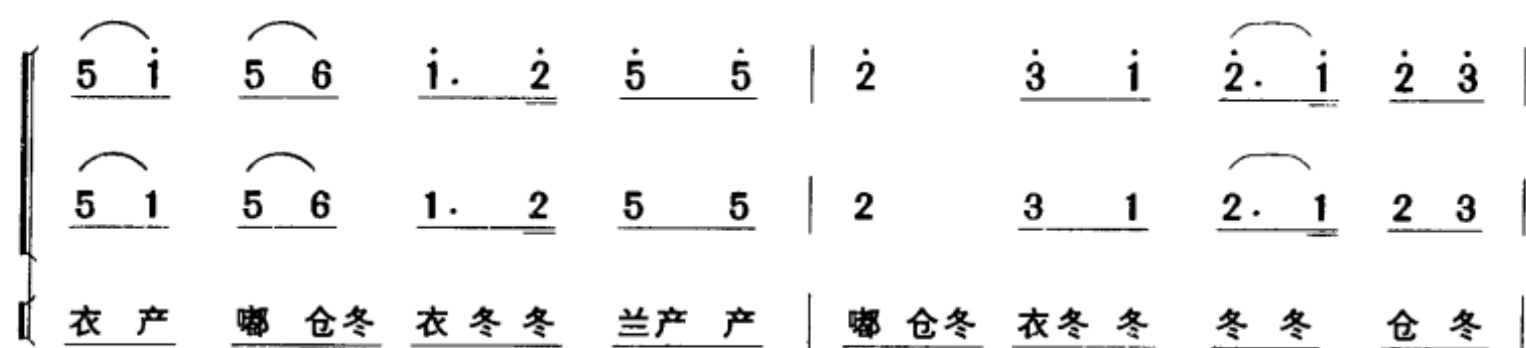 5 1̇ 5 6 1̇. 2̇ 5̇ 5̇ | 2̇ 3̇ 1̇ 2̇. 1̇ 2̇ 3̇ |
5 1 5 6 1. 2 5 5 | 2 3 1 2. 1 2 3 |
衣 产 嘟 仓冬 衣 冬 冬 兰产 产 | 嘟 仓冬 衣冬 冬 冬 冬 仓 冬 |